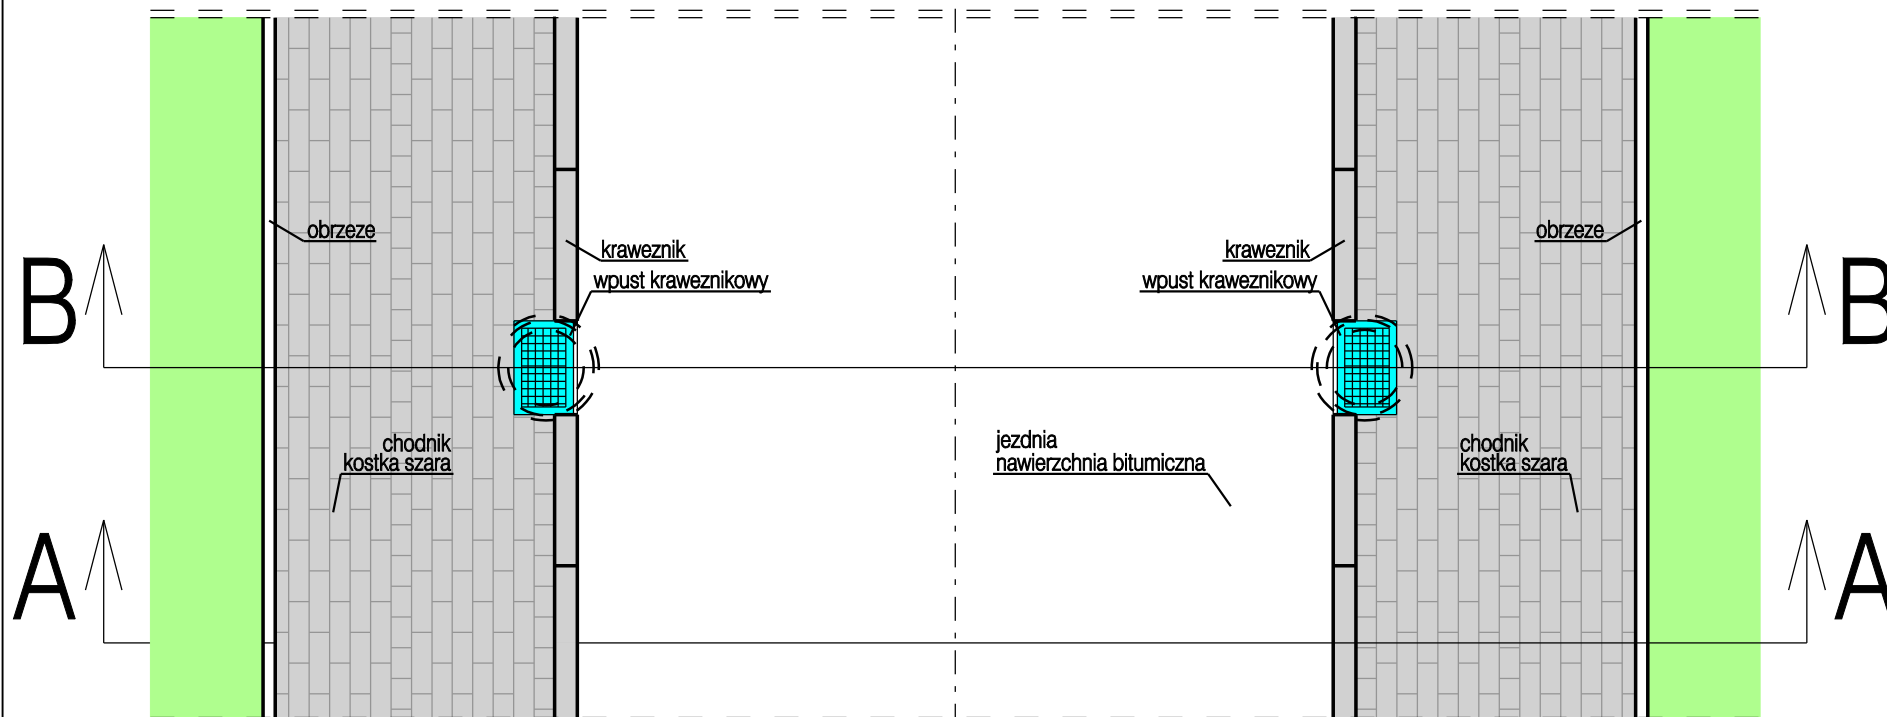 obrzeze
kraweznik
wpust kraweznikowy
kraweznik
wpust kraweznikowy
obrzeze
B
B
chodnik
kostka szara
jezdnia
nawierzchnia bitumiczna
chodnik
kostka szara
A
A